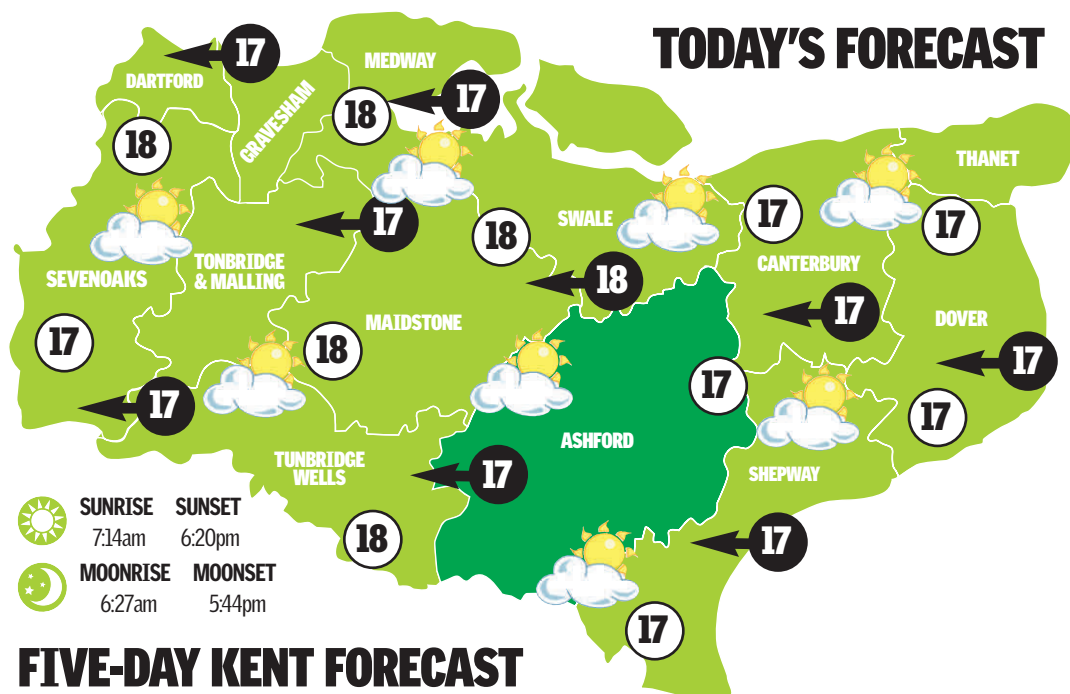 TODAY'S FORECAST
17
DARTFORD
MEDWAY
GRAVESHAM
18
17
18
THANET
17
18
SWALE
17
17
SEVENOAKS
TONBRIDGE
& MALLING
CANTERBURY
18
MAIDSTONE
17
DOVER
17
18
17
17
17
17
ASHFORD
TUNBRIDGE
WELLS
17
SHEPWAY
SUNRISE SUNSET
7:14am 6:20pm
18
17
MOONRISE MOONSET
6:27am 5:44pm
17
FIVE-DAY KENT FORECAST